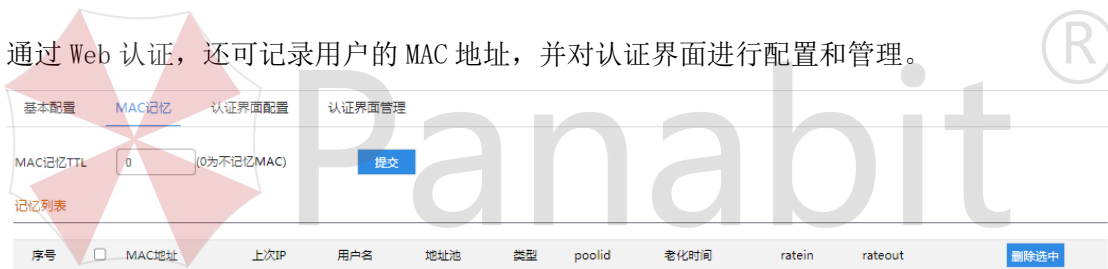 通过 Web 认证，还可记录用户的 MAC 地址，并对认证界面进行配置和管理。
®
Panabit
基本配置 MAC记忆 认证界面配置 认证界面管理
MAC记忆TTL 0 (0为不记忆MAC) 提交
记忆列表
序号 MAC地址 上次IP 用户名 地址池 类型 poolid 老化时间 ratein rateout 删除选中